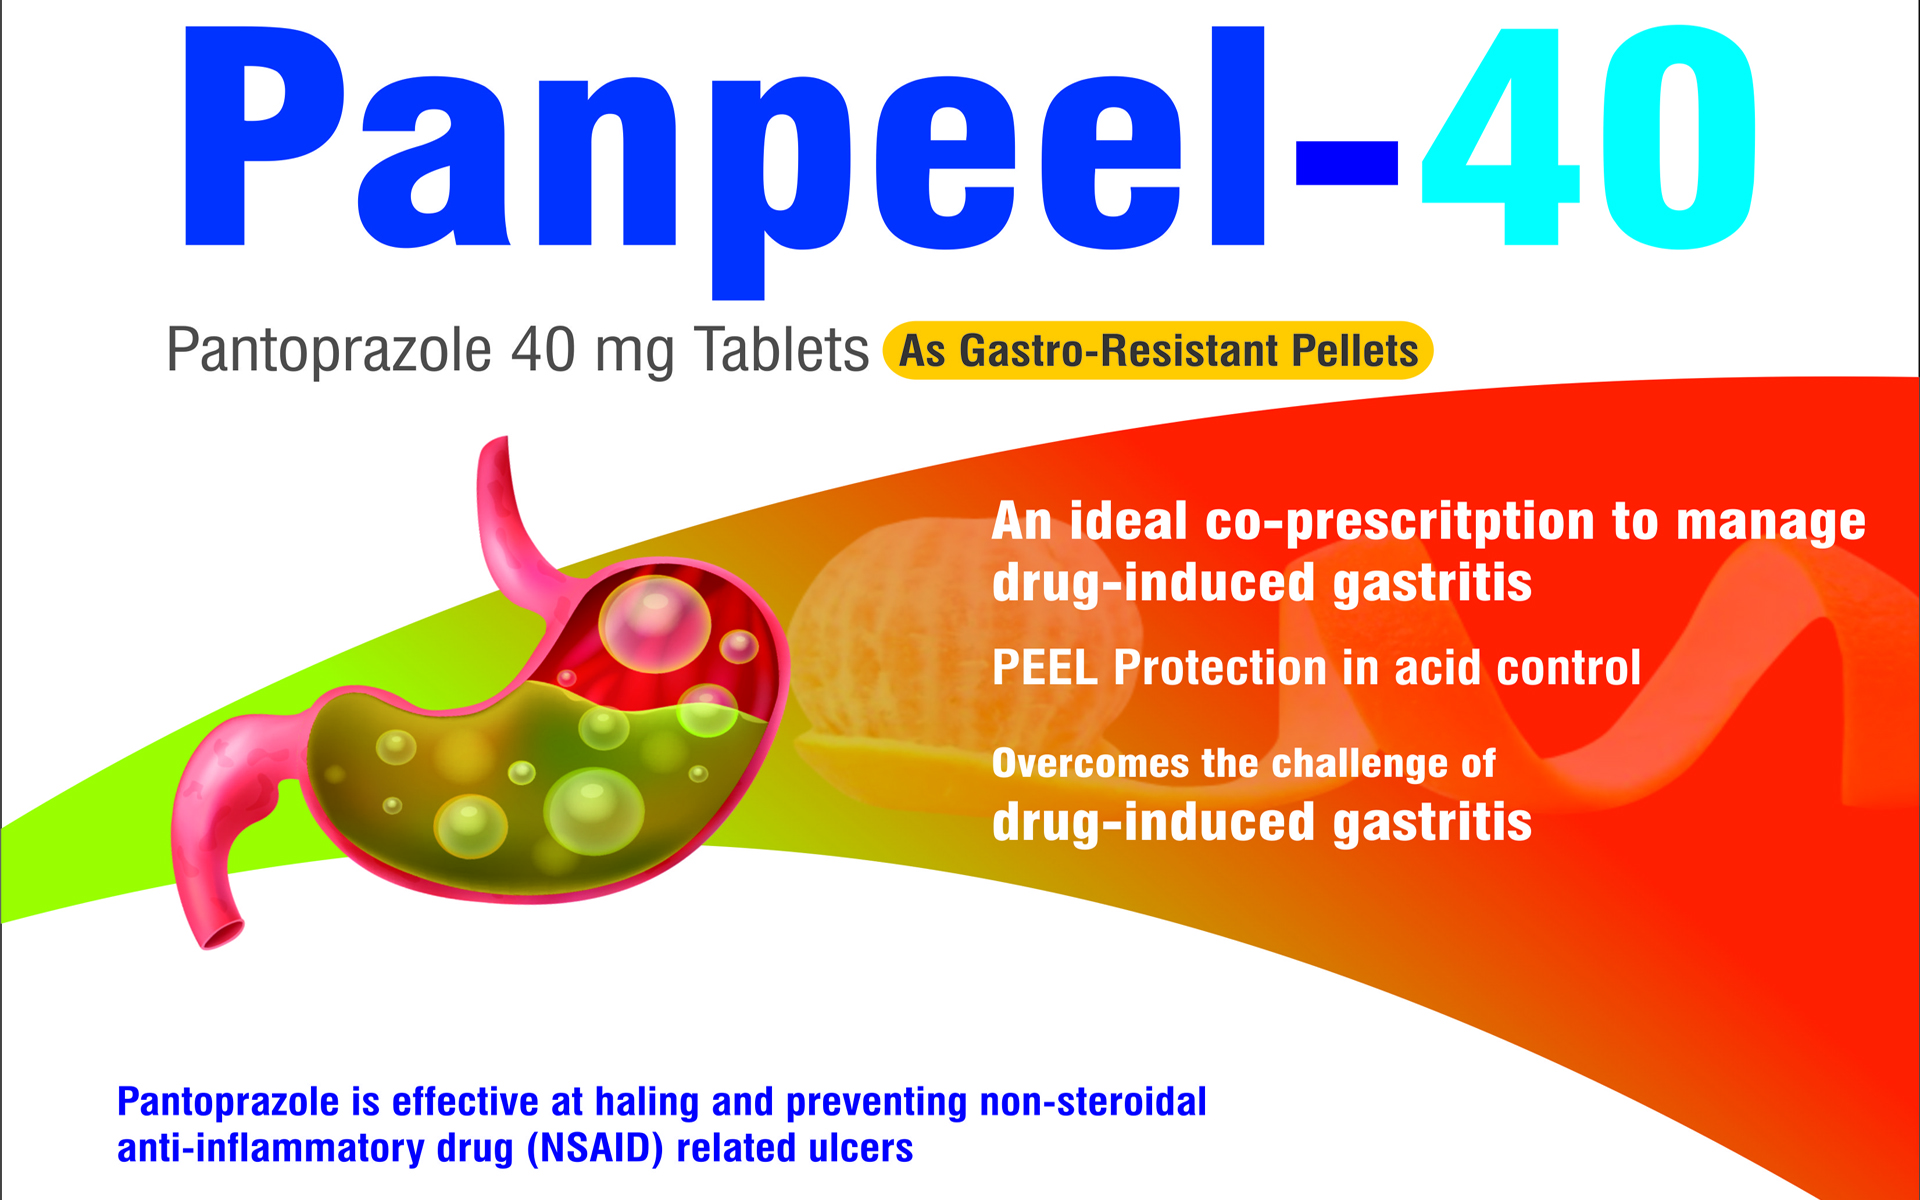 Panpeel-40
Pantoprazole 40 mg Tablets As Gastro-Resistant Pellets
An ideal co-prescritption to manage
drug-induced gastritis
PEEL Protection in acid control
Overcomes the challenge of
drug-induced gastritis
Pantoprazole is effective at haling and preventing non-steroidal
anti-inflammatory drug (NSAID) related ulcers